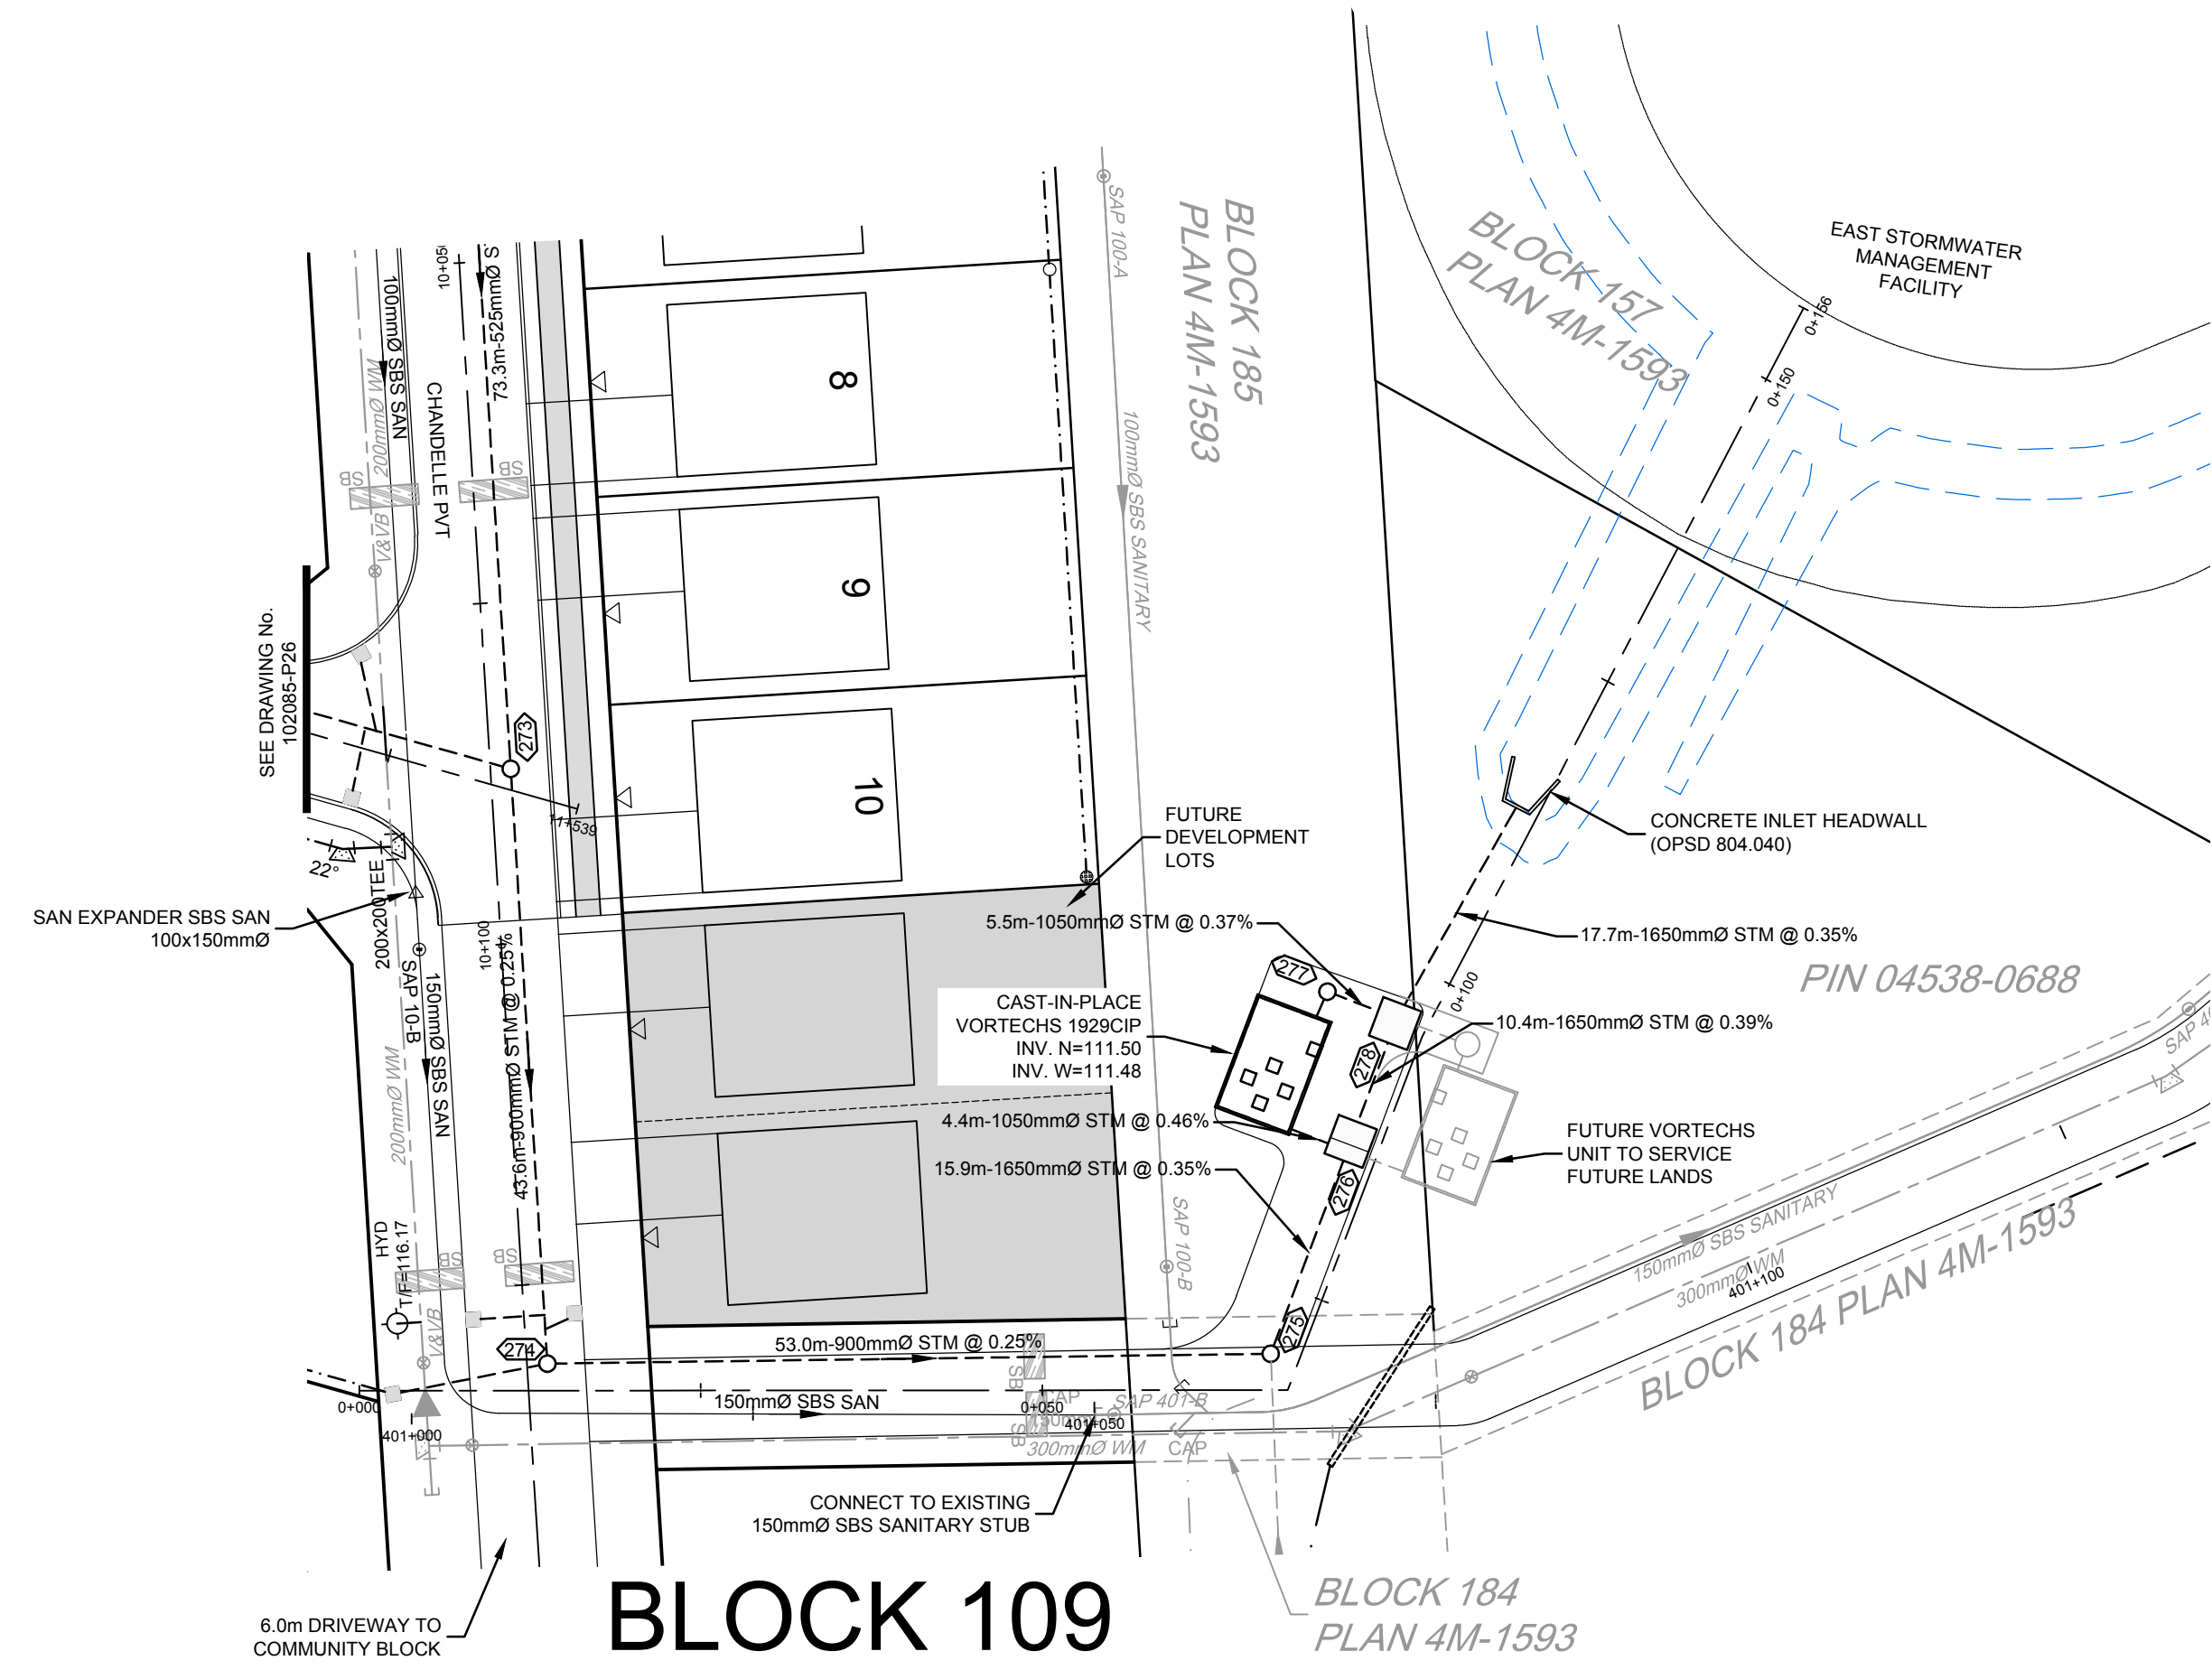 BLOCK 185
PLAN 4M-1593
BLOCK 157
PLAN 4M-1593
EAST STORMWATER
MANAGEMENT
FACILITY
0+156
0+150
SAP 100-A
100mmØ SBS SANITARY
10+05
73.3m-525mmØ S
100mmØ SBS SAN
200mmØ WM
CHANDELLE PVT
SB
SB
V&VB
8
9
10
SEE DRAWING No.
102085-P26
273
11+539
22°
200x200TEE
SAN EXPANDER SBS SAN
100x150mmØ
SAP 10-B
150mmØ SBS SAN
200mmØ WM
10+100
43.6m-900mmØ STM @ 0.25%
FUTURE
DEVELOPMENT
LOTS
CONCRETE INLET HEADWALL
(OPSD 804.040)
5.5m-1050mmØ STM @ 0.37%
17.7m-1650mmØ STM @ 0.35%
PIN 04538-0688
277
0+100
CAST-IN-PLACE
VORTECHS 1929CIP
INV. N=111.50
INV. W=111.48
10.4m-1650mmØ STM @ 0.39%
278
4.4m-1050mmØ STM @ 0.46%
15.9m-1650mmØ STM @ 0.35%
276
FUTURE VORTECHS
UNIT TO SERVICE
FUTURE LANDS
SAP 100-B
SAP 40
HYD
T/F=116.17
SB
SB
V&VB
274
53.0m-900mmØ STM @ 0.25%
275
150mmØ SBS SANITARY
300mmØ WM
401+100
BLOCK 184 PLAN 4M-1593
0+000
401+000
150mmØ SBS SAN
SB
SB
CAP
150mm
0+050
401+050
SAP 401-B
300mmØ WM
CAP
CONNECT TO EXISTING
150mmØ SBS SANITARY STUB
6.0m DRIVEWAY TO
COMMUNITY BLOCK
BLOCK 109
BLOCK 184
PLAN 4M-1593